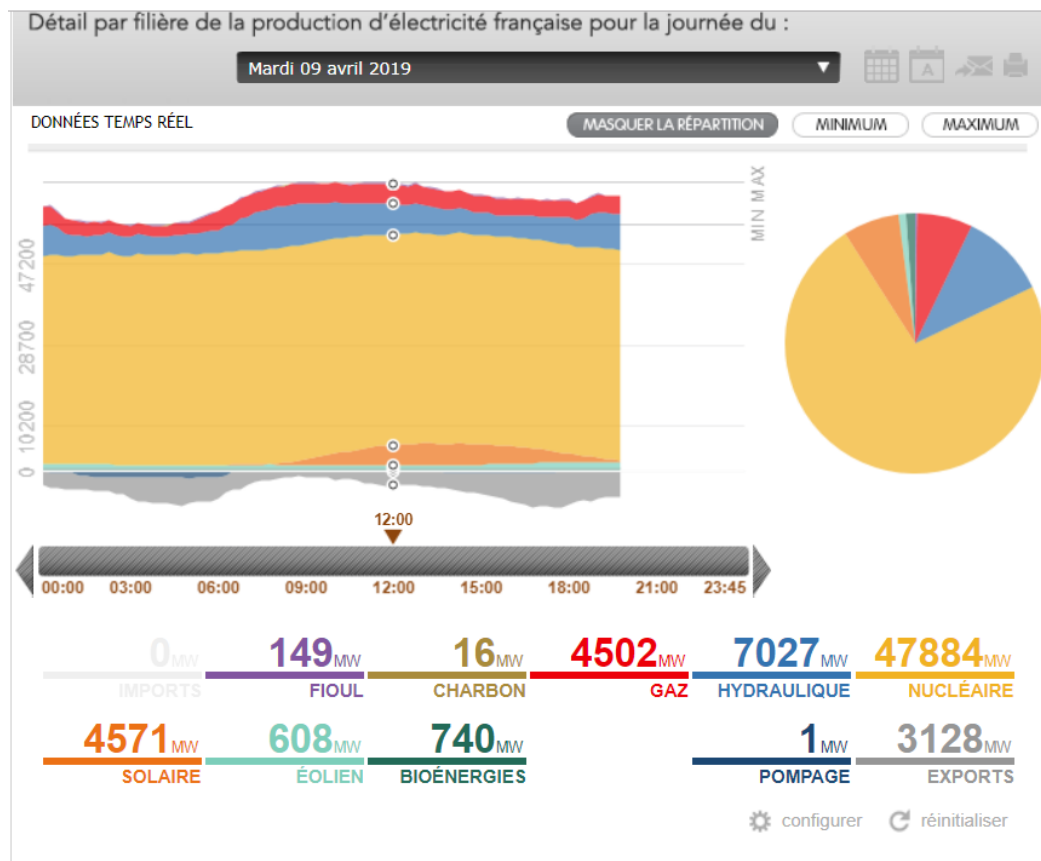 Détail par filière de la production d'électricité française pour la journée du :
Mardi 09 avril 2019
A
DONNÉES TEMPS RÉEL
MASQUER LA RÉPARTITION
MINIMUM
MAXIMUM
MIN MAX
47200
28700
10200
0
12:00
00:00 03:00 06:00 09:00 12:00 15:00 18:00 21:00 23:45
0MW 149MW 16MW 4502MW 7027MW 47884MW
IMPORTS FIOUL CHARBON GAZ HYDRAULIQUE NUCLÉAIRE
4571MW 608MW 740MW 1MW 3128MW
SOLAIRE ÉOLIEN BIOÉNERGIES POMPAGE EXPORTS
configurer réinitialiser